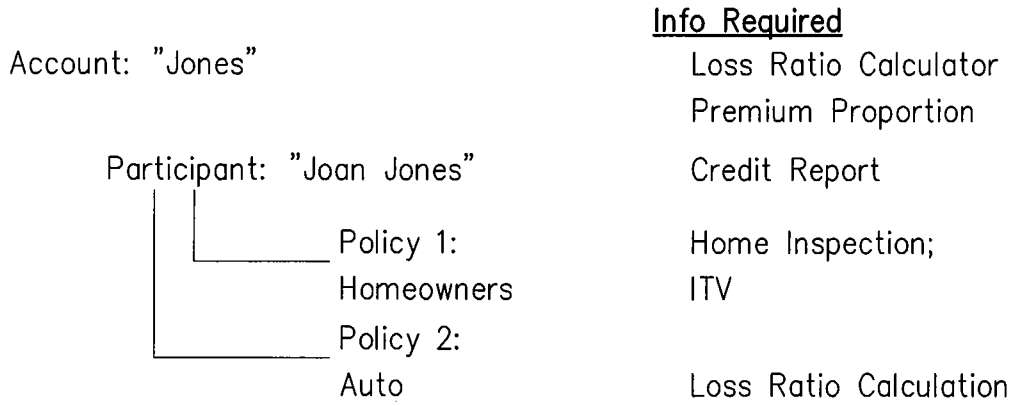 Info Required
Account: "Jones" Loss Ratio Calculator
Premium Proportion
Participant: "Joan Jones" Credit Report
Policy 1: Home Inspection;
Homeowners ITV
Policy 2:
Auto Loss Ratio Calculation